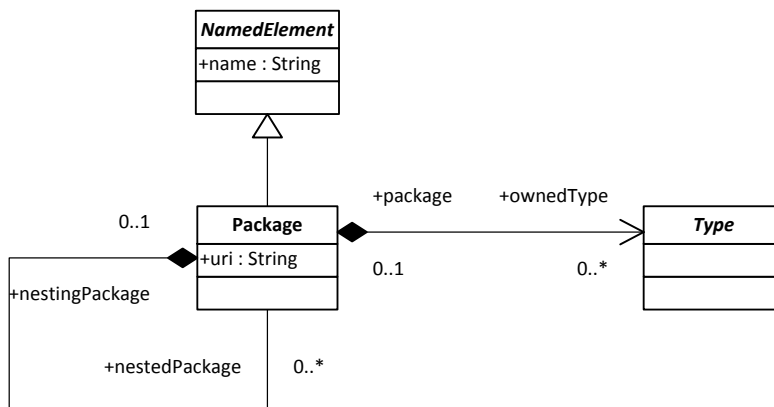 NamedElement
+name : String
+package
+ownedType
0..1
Package
Type
+uri : String
0..1
0..*
+nestingPackage
+nestedPackage
0..*